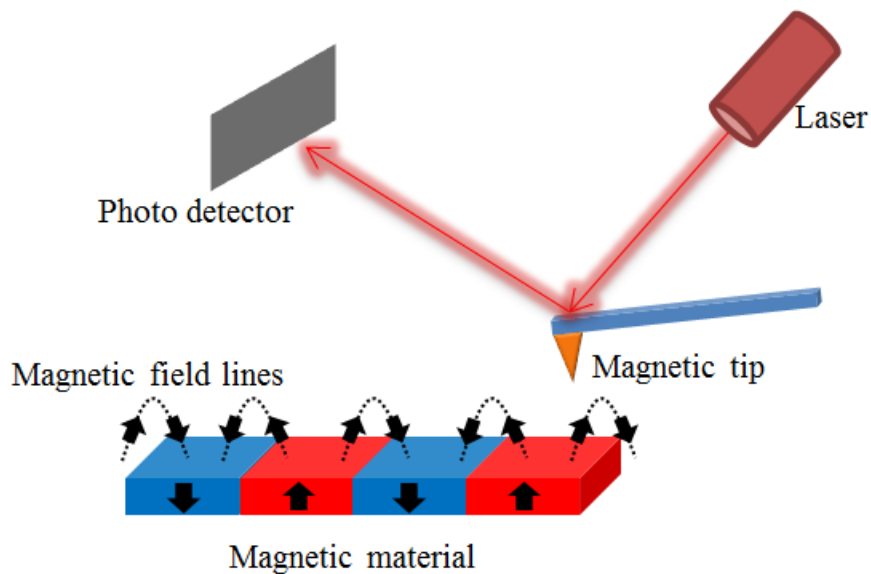 Laser
Photo detector
Magnetic tip
Magnetic field lines
Magnetic material